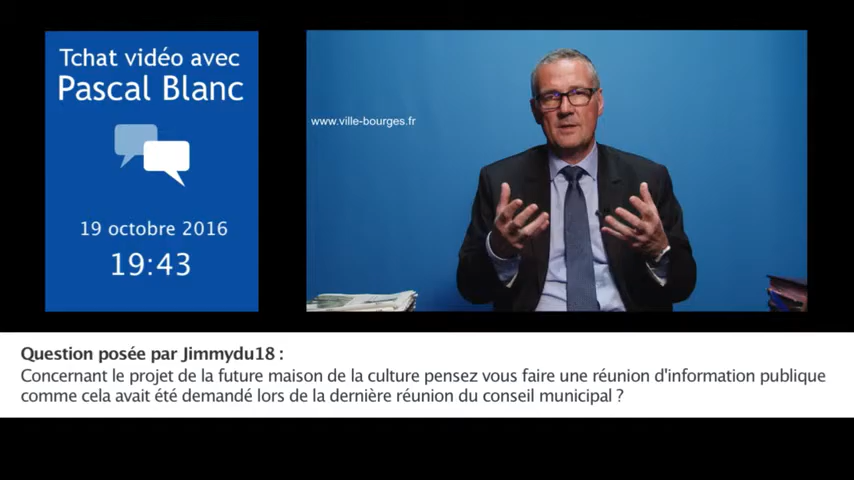 Tchat vidéo avec
Pascal Blanc
19 octobre 2016
19:43
www.ville-bourges.fr
Question posée par Jimmydu18 :
Concernant le projet de la future maison de la culture pensez vous faire une réunion d'information publique
comme cela avait été demandé lors de la dernière réunion du conseil municipal ?